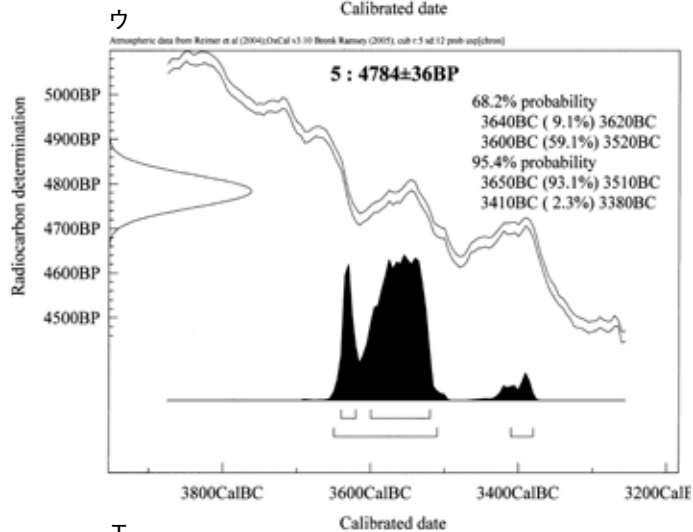 Calibrated date
ウ
Atmospheric data from Reimer et al (2004);OxCal v3.10 Bronk Ramsey (2005); cub r:5 sd:12 prob usp[chron]
5 : 4784±36BP
68.2% probability
3640BC ( 9.1%) 3620BC
3600BC (59.1%) 3520BC
95.4% probability
3650BC (93.1%) 3510BC
3410BC ( 2.3%) 3380BC
Radiocarbon determination
5000BP
4900BP
4800BP
4700BP
4600BP
4500BP
3800CalBC
3600CalBC
3400CalBC
3200CalB
Calibrated date